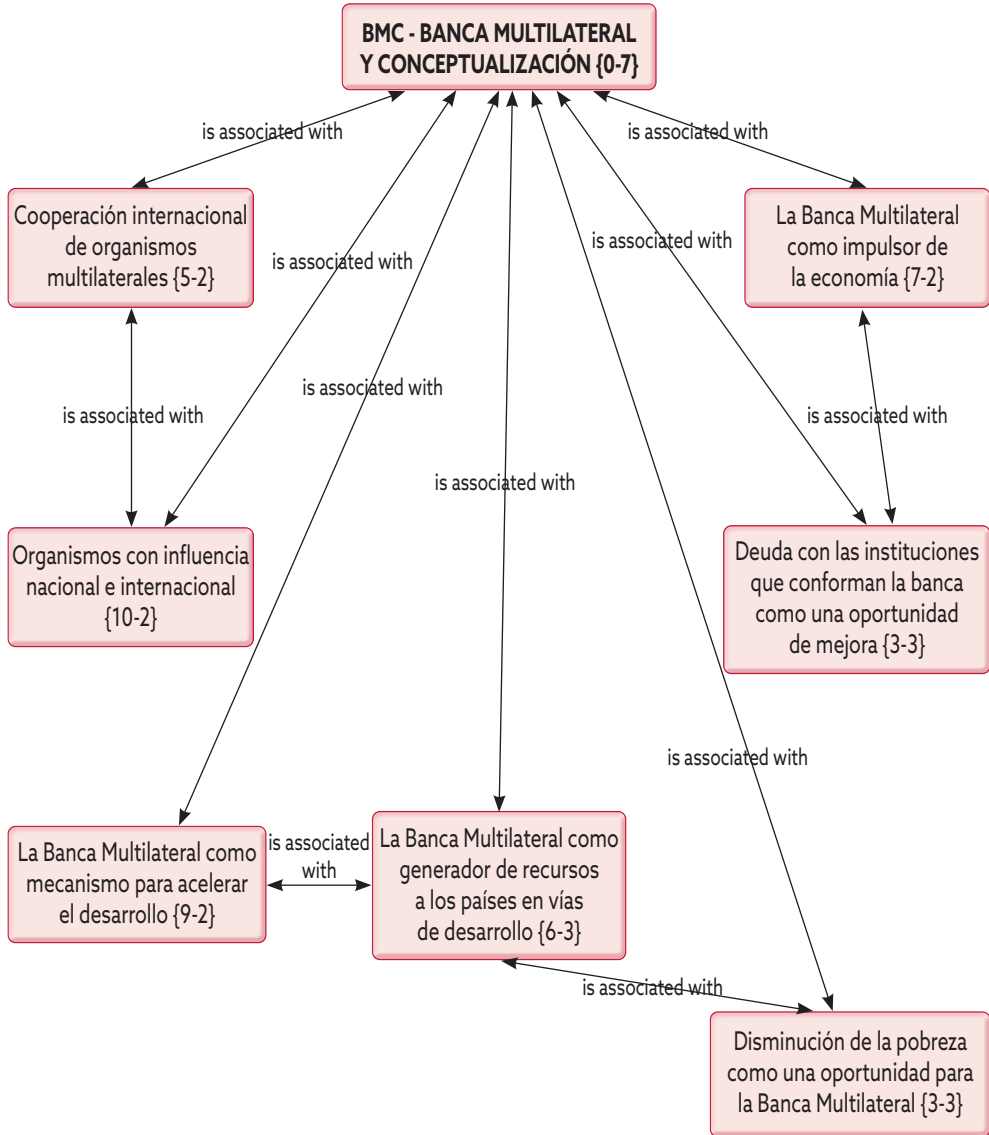 BMC - BANCA MULTILATERAL
Y CONCEPTUALIZACIÓN {0-7}
is associated with
is associated with
Cooperación internacional
de organismos
multilaterales {5-2}
La Banca Multilateral
como impulsor de
la economía {7-2}
is associated with
is associated with
is associated with
is associated with
is associated with
is associated with
Organismos con influencia
nacional e internacional
{10-2}
Deuda con las instituciones
que conforman la banca
como una oportunidad
de mejora {3-3}
is associated with
La Banca Multilateral como
mecanismo para acelerar
el desarrollo {9-2}
is associated
with
La Banca Multilateral como
generador de recursos
a los países en vías
de desarrollo {6-3}
is associated with
Disminución de la pobreza
como una oportunidad para
la Banca Multilateral {3-3}